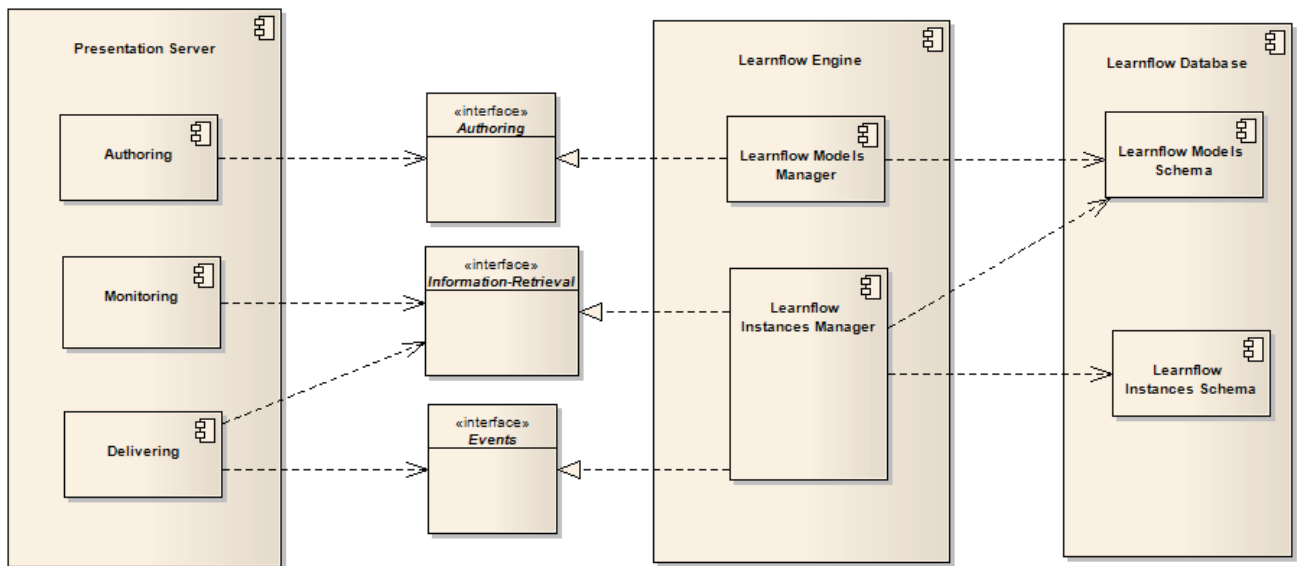 Presentation Server
Authoring
Monitoring
Delivering
«interface»
Authoring
«interface»
Information-Retrieval
«interface»
Events
Learnflow Engine
Learnflow Models
Manager
Learnflow
Instances Manager
Learnflow Database
Learnflow Models
Schema
Learnflow
Instances Schema